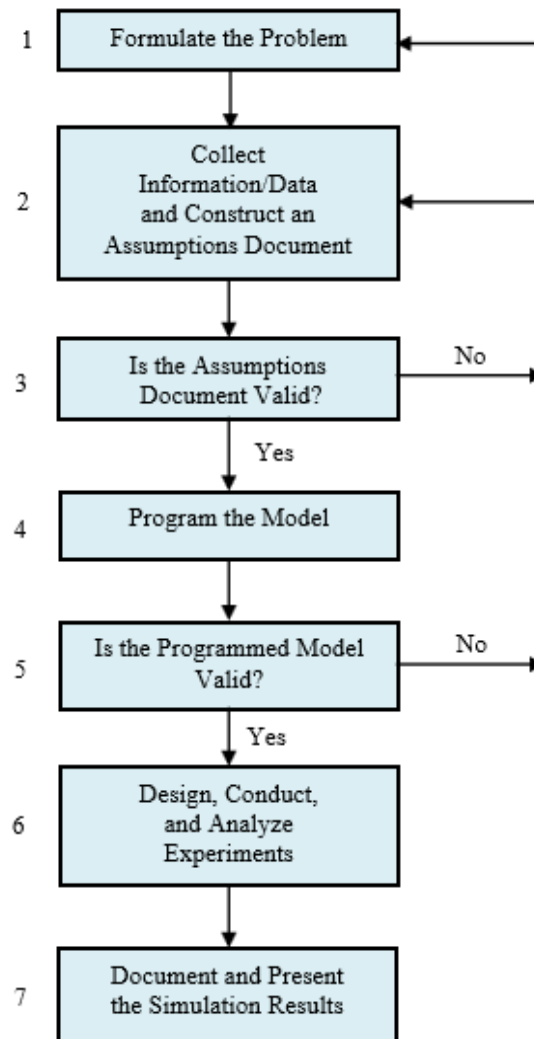 1
Formulate the Problem
2
Collect
Information/Data
and Construct an
Assumptions Document
3
Is the Assumptions
Document Valid?
No
Yes
4
Program the Model
5
Is the Programmed Model
Valid?
No
Yes
6
Design, Conduct,
and Analyze
Experiments
7
Document and Present
the Simulation Results